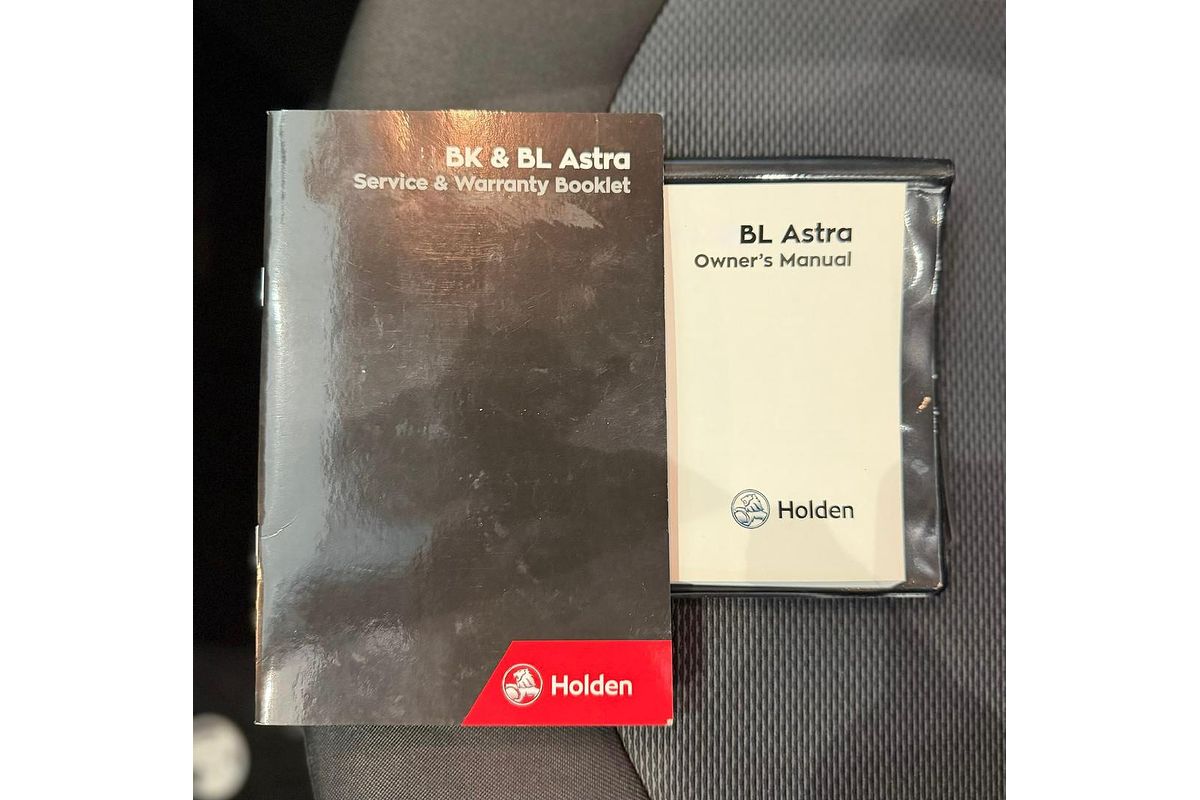 BK & BL Astra
Service & Warranty Booklet
Holden
BL Astra
Owner's Manual
Holden